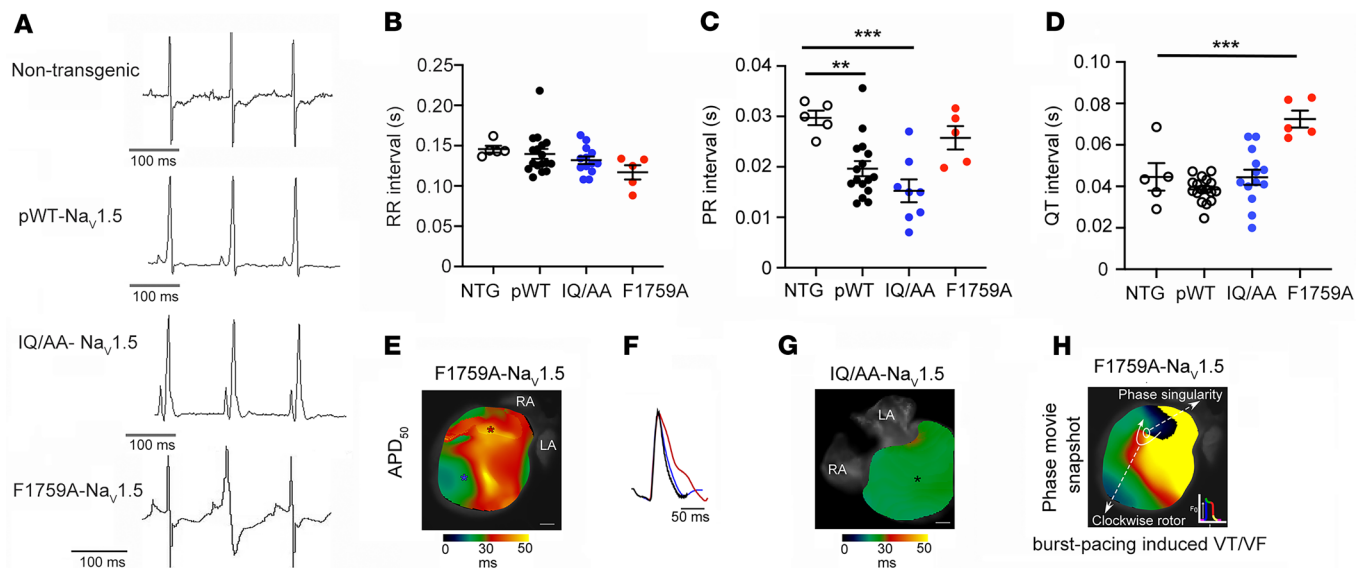 A
Non-transgenic
100 ms
pWT-NaV1.5
100 ms
IQ/AA- NaV1.5
100 ms
F1759A-NaV1.5
100 ms
B
RR interval (s)
0.25
0.20
0.15
0.10
0.05
0.00
NTG pWT IQ/AA F1759A
C
***
**
PR interval (s)
0.04
0.03
0.02
0.01
0
NTG pWT IQ/AA F1759A
D
***
QT interval (s)
0.10
0.08
0.06
0.04
0.02
0
NTG pWT IQ/AA F1759A
E
F1759A-NaV1.5
APD50
RA
LA
*
*
0 30 50
ms
F
50 ms
G
IQ/AA-NaV1.5
LA
RA
*
0 30 50
ms
H
F1759A-NaV1.5
Phase movie
snapshot
Phase singularity
Clockwise rotor
F0
burst-pacing induced VT/VF